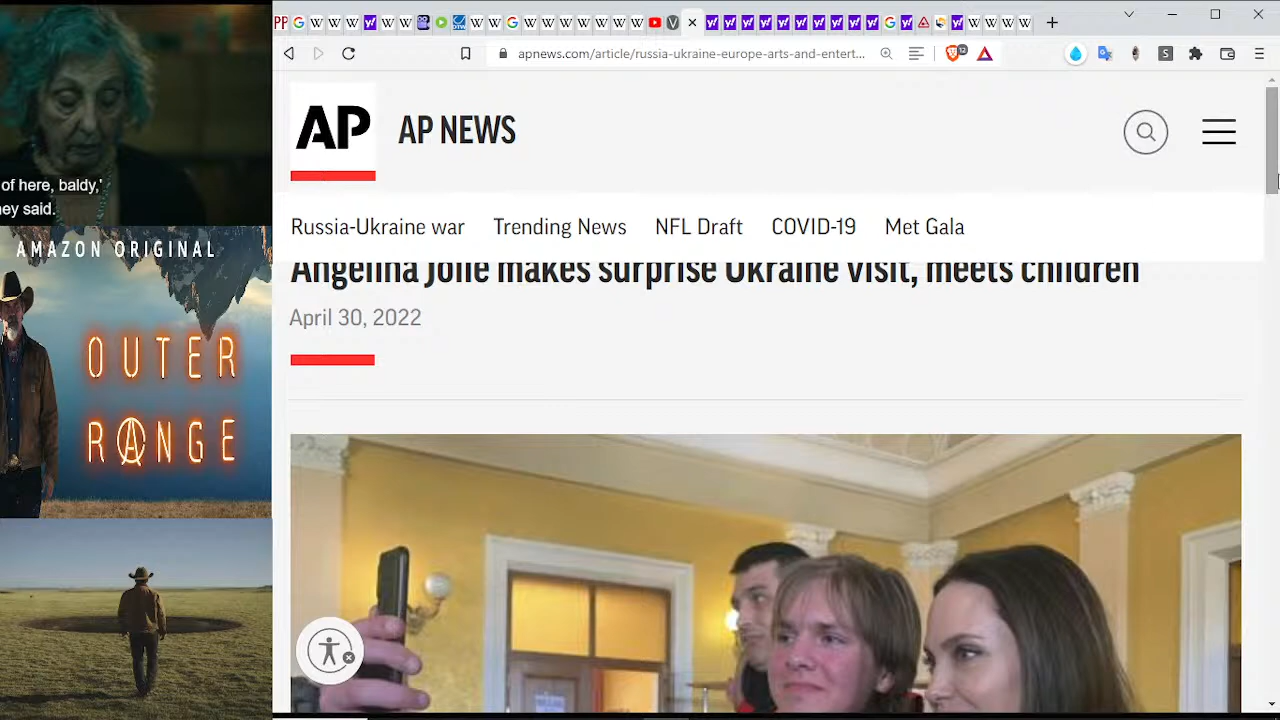 of here, baldy,'
ey said.
AMAZON ORIGINAL
OUTER
RANGE
apnews.com/article/russia-ukraine-europe-arts-and-entert...
AP AP NEWS
Russia-Ukraine war Trending News NFL Draft COVID-19 Met Gala
Angelina Jolie makes surprise Ukraine visit, meets children
April 30, 2022